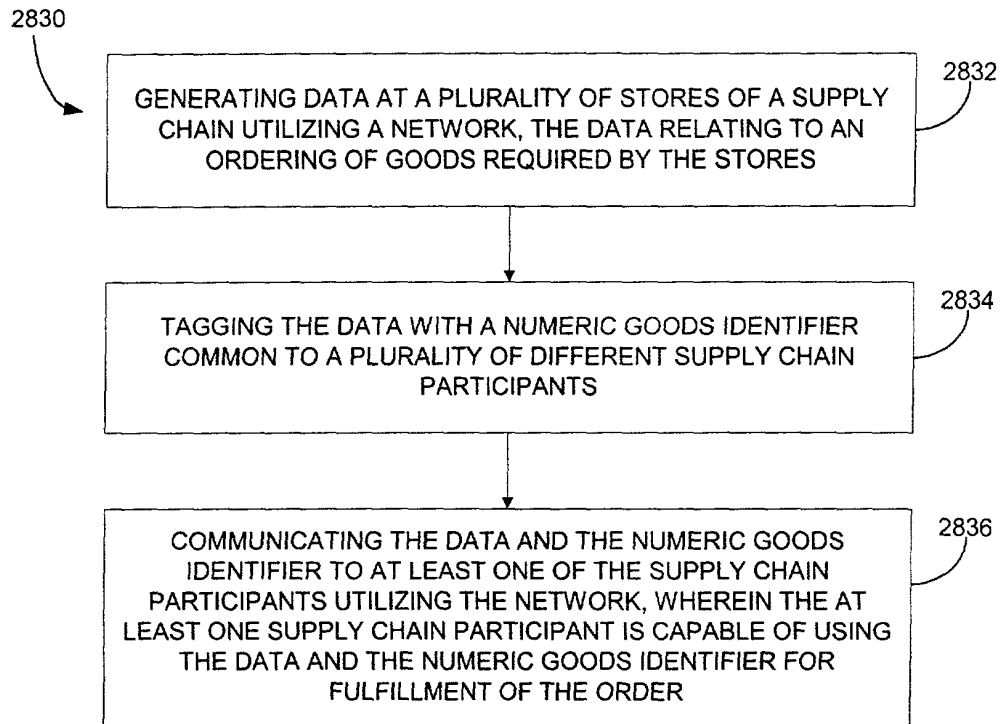 2830
GENERATING DATA AT A PLURALITY OF STORES OF A SUPPLY
CHAIN UTILIZING A NETWORK, THE DATA RELATING TO AN
ORDERING OF GOODS REQUIRED BY THE STORES
2832
TAGGING THE DATA WITH A NUMERIC GOODS IDENTIFIER
COMMON TO A PLURALITY OF DIFFERENT SUPPLY CHAIN
PARTICIPANTS
2834
COMMUNICATING THE DATA AND THE NUMERIC GOODS
IDENTIFIER TO AT LEAST ONE OF THE SUPPLY CHAIN
PARTICIPANTS UTILIZING THE NETWORK, WHEREIN THE AT
LEAST ONE SUPPLY CHAIN PARTICIPANT IS CAPABLE OF USING
THE DATA AND THE NUMERIC GOODS IDENTIFIER FOR
FULFILLMENT OF THE ORDER
2836